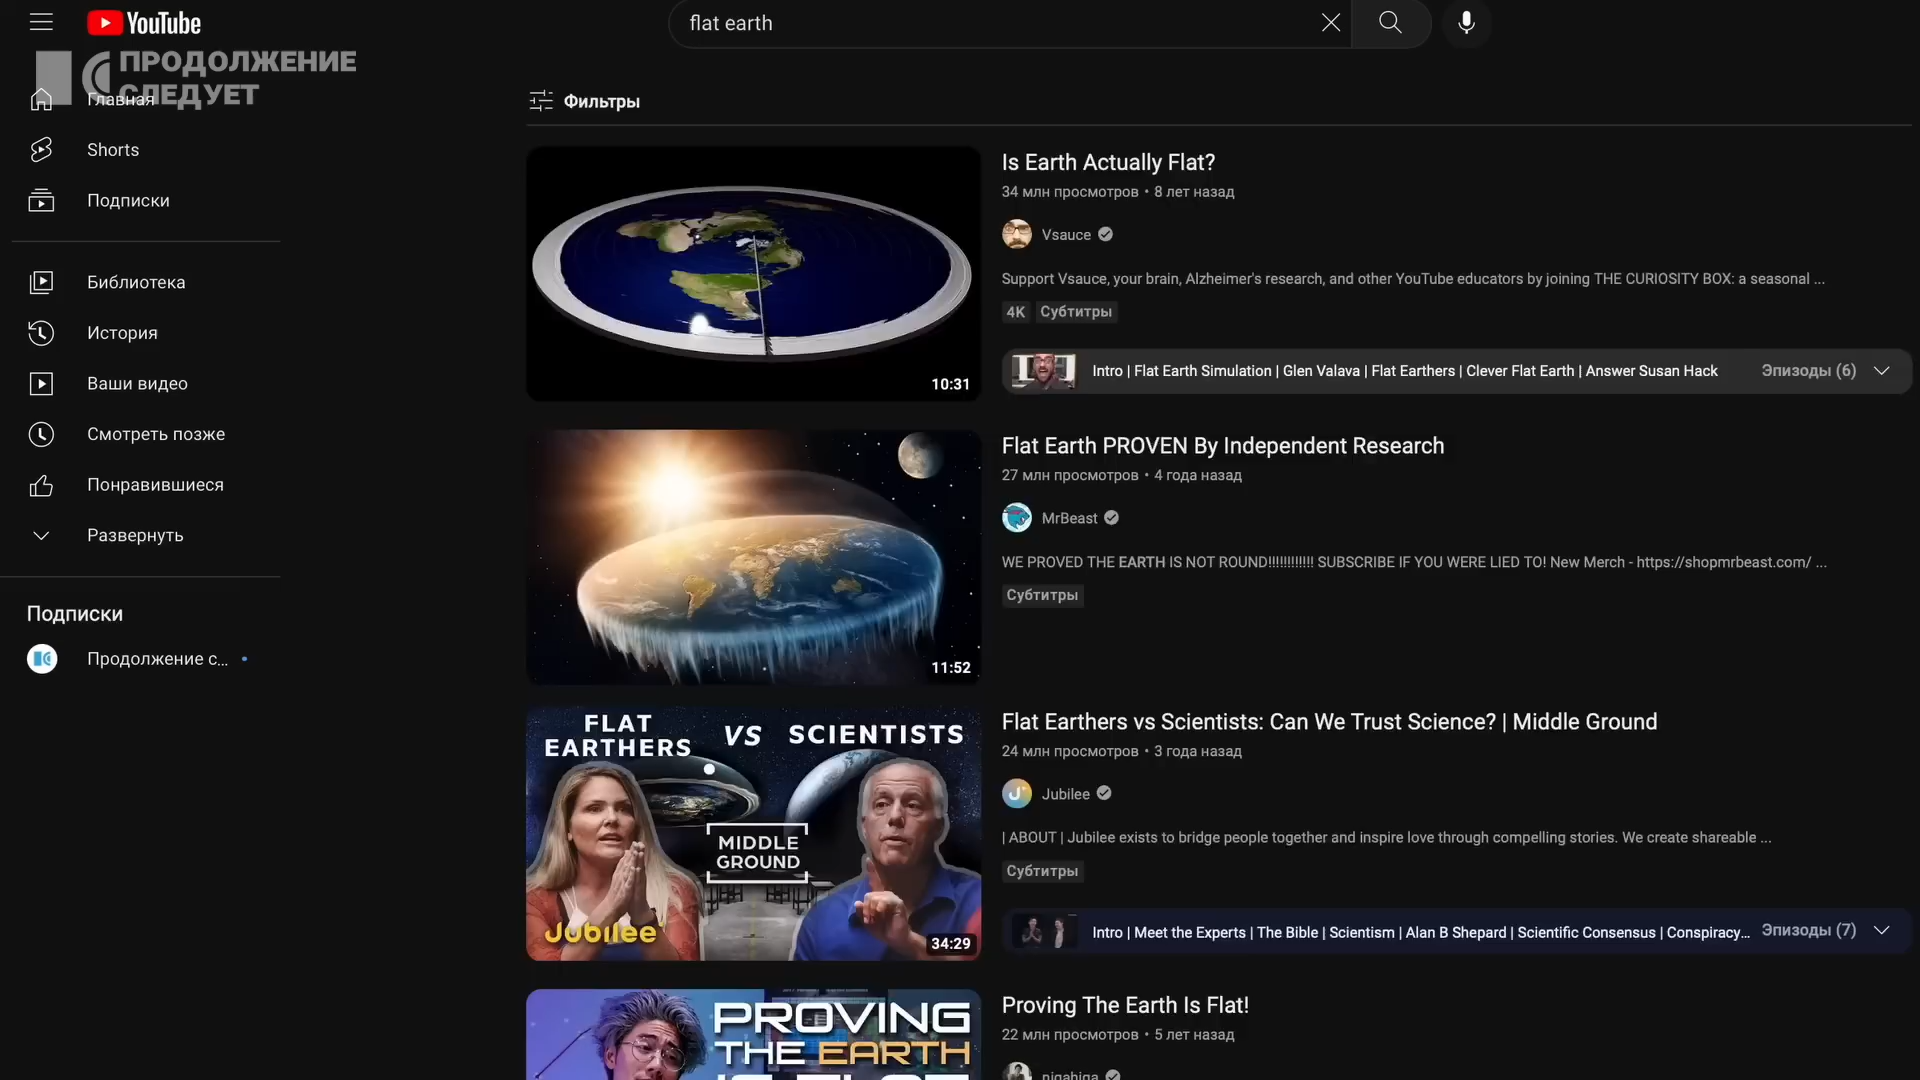 YouTube
flat earth
ПРОДОЛЖЕНИЕ
СЛЕДУЕТ
Главная
Shorts
Подписки
Библиотека
История
Ваши видео
Смотреть позже
Понравившиеся
Развернуть
Подписки
Продолжение с...
Фильтры
10:31
Is Earth Actually Flat?
34 млн просмотров • 8 лет назад
Vsauce
Support Vsauce, your brain, Alzheimer's research, and other YouTube educators by joining THE CURIOSITY BOX: a seasonal ...
4K Субтитры
Intro | Flat Earth Simulation | Glen Valava | Flat Earthers | Clever Flat Earth | Answer Susan Hack Эпизоды (6)
11:52
Flat Earth PROVEN By Independent Research
27 млн просмотров • 4 года назад
MrBeast
WE PROVED THE EARTH IS NOT ROUND!!!!!!!!!!!! SUBSCRIBE IF YOU WERE LIED TO! New Merch - https://shopmrbeast.com/ ...
Субтитры
FLAT
EARTHERS VS SCIENTISTS
MIDDLE
GROUND
Jubilee
34:29
Flat Earthers vs Scientists: Can We Trust Science? | Middle Ground
24 млн просмотров • 3 года назад
Jubilee
| ABOUT | Jubilee exists to bridge people together and inspire love through compelling stories. We create shareable ...
Субтитры
Intro | Meet the Experts | The Bible | Scientism | Alan B Shepard | Scientific Consensus | Conspiracy... Эпизоды (7)
PROVING
THE EARTH
IS FLAT
Proving The Earth Is Flat!
22 млн просмотров • 5 лет назад
nigahiga